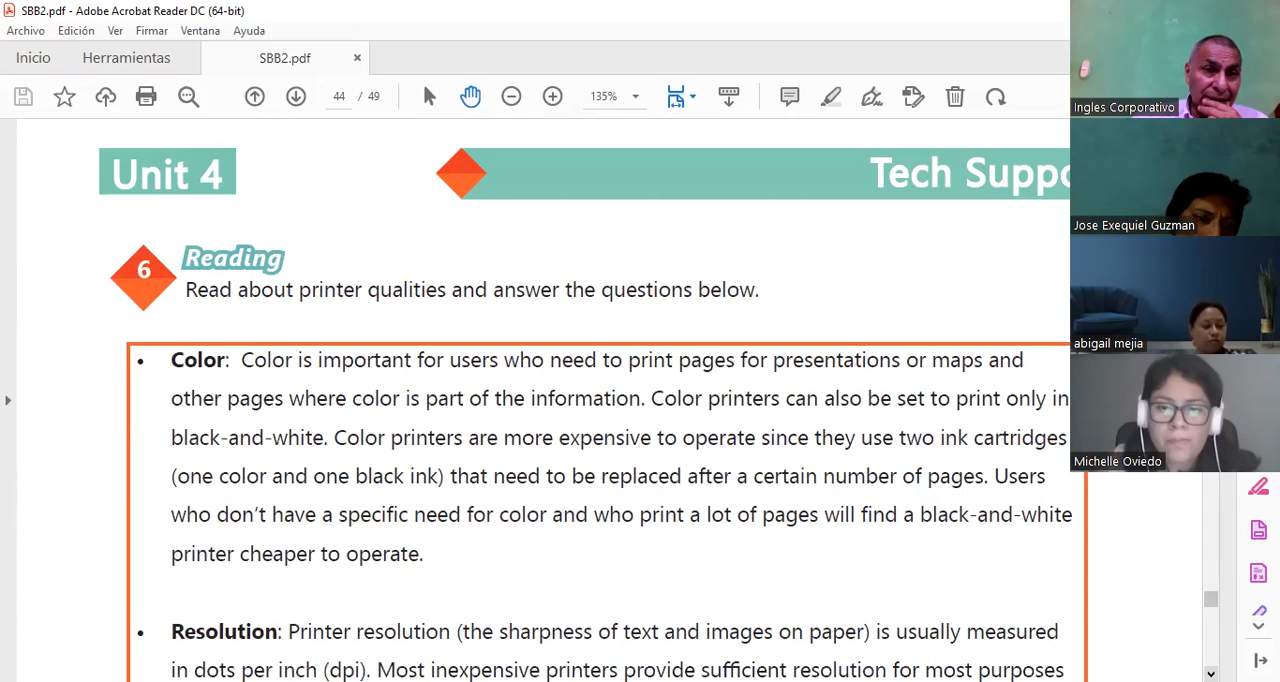 SBB2.pdf - Adobe Acrobat Reader DC (64-bit)
Archivo Edición Ver Firmar Ventana Ayuda
Inicio Herramientas SBB2.pdf ×
44 / 49 135%
Unit 4 Tech Suppo
6 Reading
Read about printer qualities and answer the questions below.
• Color: Color is important for users who need to print pages for presentations or maps and
other pages where color is part of the information. Color printers can also be set to print only in
black-and-white. Color printers are more expensive to operate since they use two ink cartridges
(one color and one black ink) that need to be replaced after a certain number of pages. Users
who don't have a specific need for color and who print a lot of pages will find a black-and-white
printer cheaper to operate.
• Resolution: Printer resolution (the sharpness of text and images on paper) is usually measured
in dots per inch (dpi). Most inexpensive printers provide sufficient resolution for most purposes
Ingles Corporativo
Jose Exequiel Guzman
abigail mejia
Michelle Oviedo